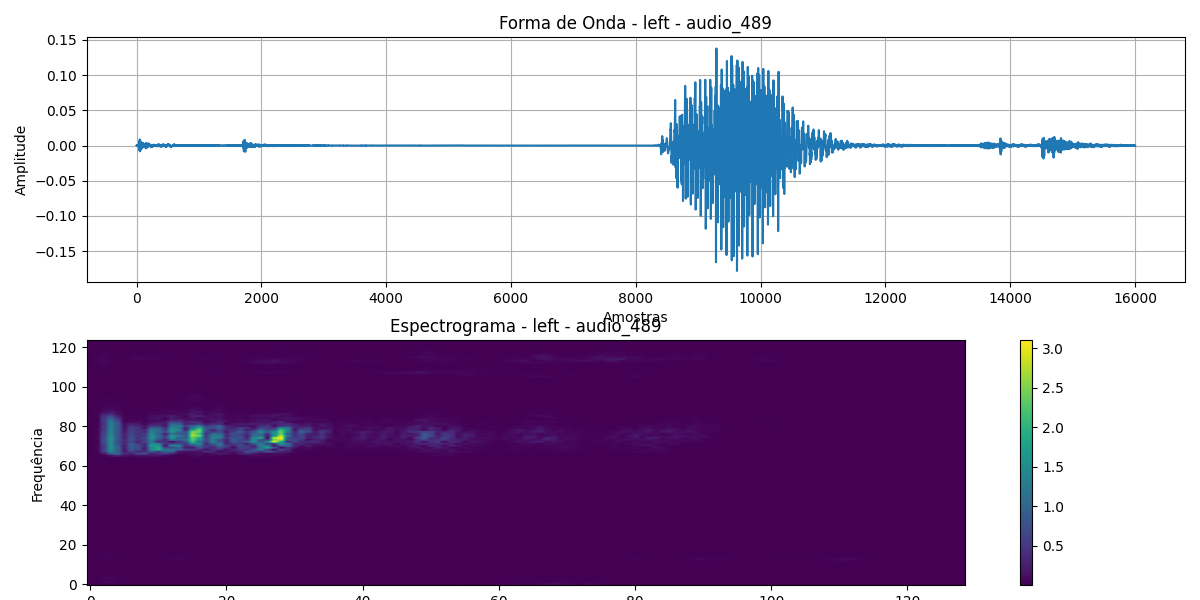 Forma de Onda - left - audio_489
0.15
0.10
0.05
0.00
−0.05
−0.10
−0.15
Amplitude
0 2000 4000 6000 8000 10000 12000 14000 16000
Amostras
Espectrograma - left - audio_489
120
100
80
60
40
20
0
Frequência
0 20 40 60 80 100 120
3.0
2.5
2.0
1.5
1.0
0.5